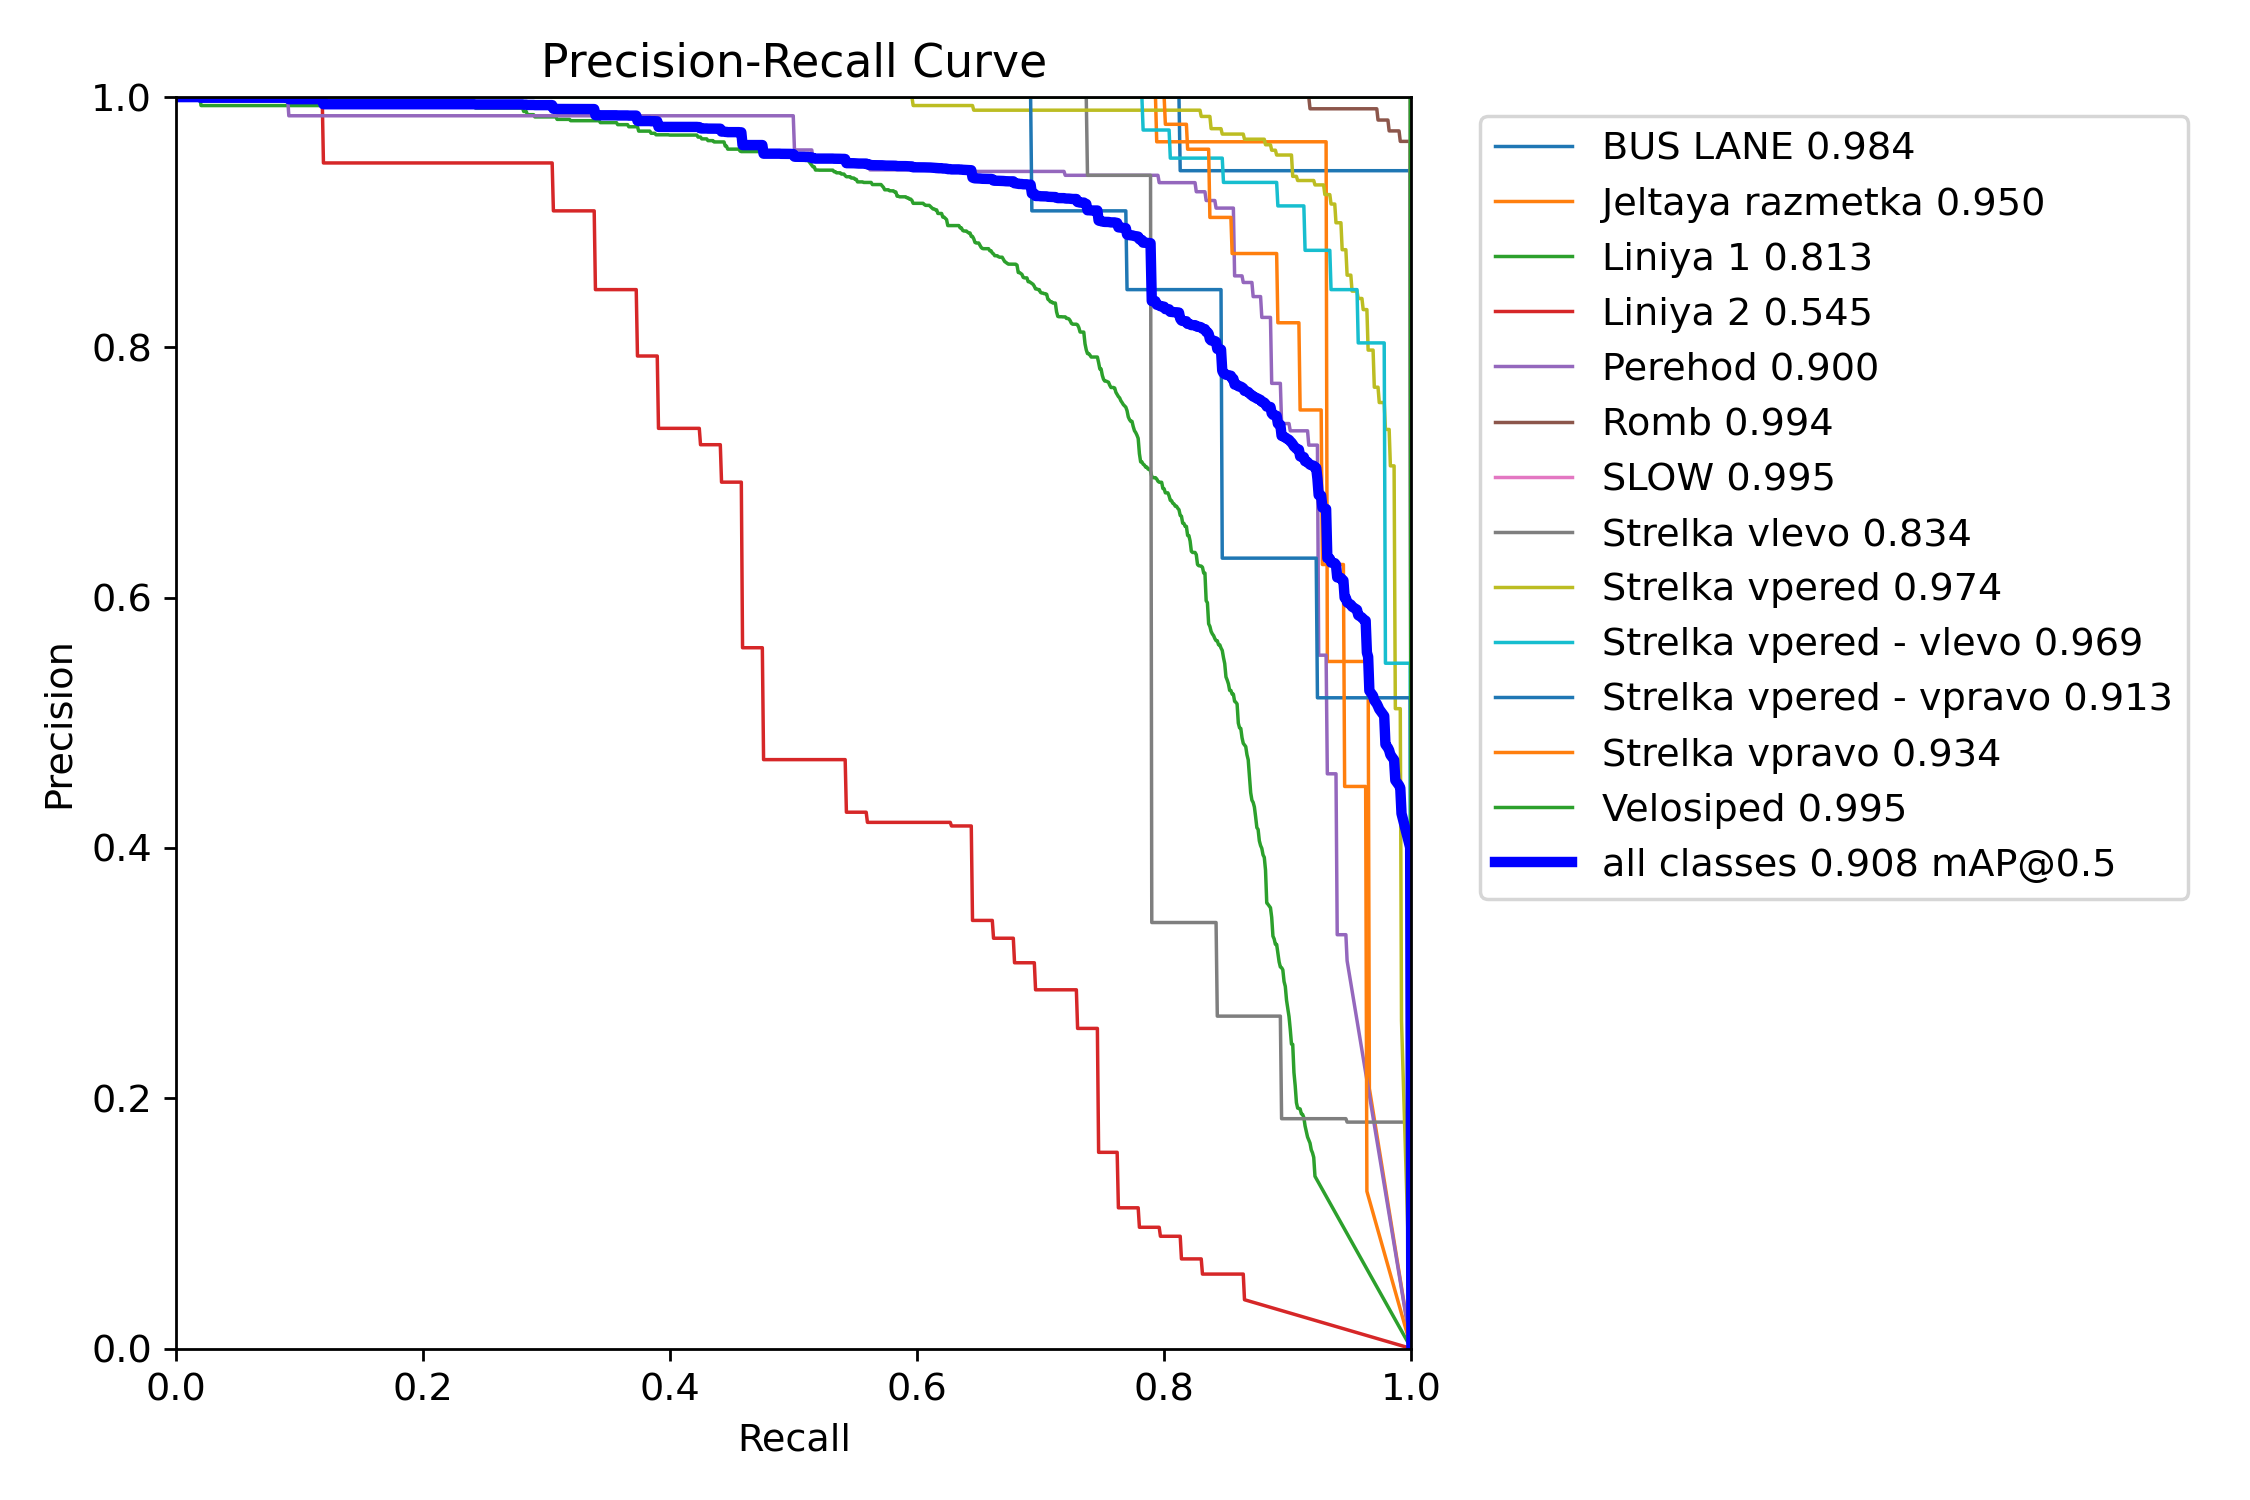 Precision-Recall Curve
1.0
0.8
0.6
0.4
0.2
0.0
Precision
0.0 0.2 0.4 0.6 0.8 1.0
Recall
BUS LANE 0.984
Jeltaya razmetka 0.950
Liniya 1 0.813
Liniya 2 0.545
Perehod 0.900
Romb 0.994
SLOW 0.995
Strelka vlevo 0.834
Strelka vpered 0.974
Strelka vpered - vlevo 0.969
Strelka vpered - vpravo 0.913
Strelka vpravo 0.934
Velosiped 0.995
all classes 0.908 mAP@0.5